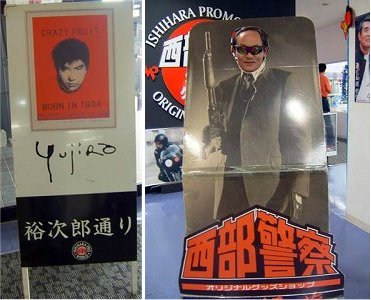 CRAZY FRUIT
BORN IN 1934
Yujiro
裕次郎通り
ISHIHARA PROMO
西部
ORIGIN
西部警察
オリジナルグッズショップ